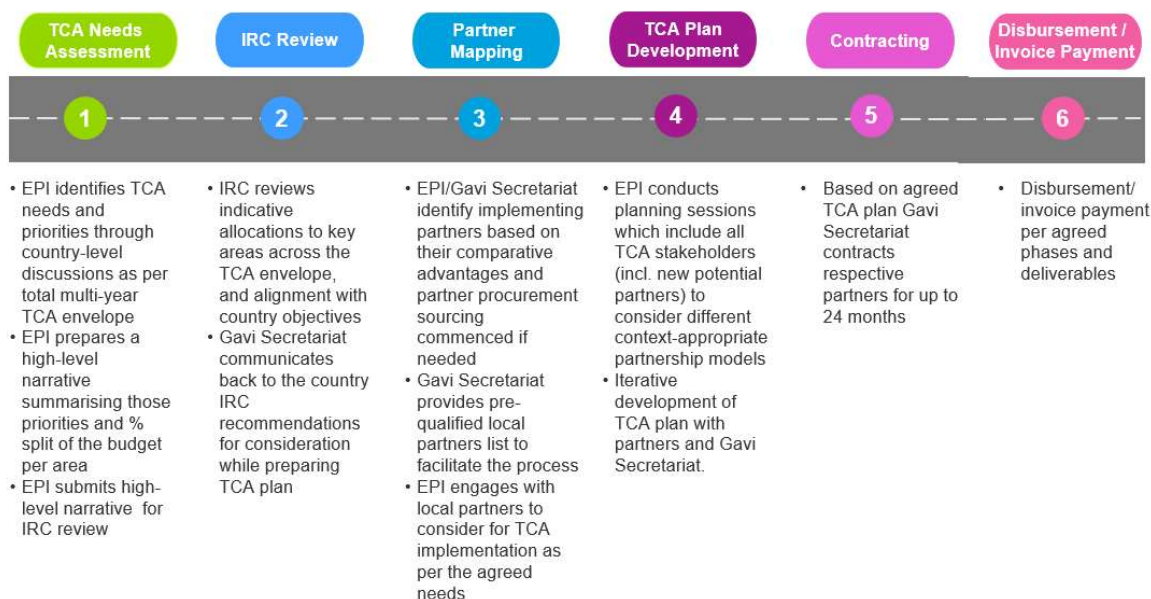 TCA Needs
Assessment
IRC Review
Partner
Mapping
TCA Plan
Development
Contracting
Disbursement /
Invoice Payment
1
2
3
4
5
6
• EPI identifies TCA
needs and
priorities through
country-level
discussions as per
total multi-year
TCA envelope
• EPI prepares a
high-level
narrative
summarising those
priorities and %
split of the budget
per area
• EPI submits high-
level narrative for
IRC review
• IRC reviews
indicative
allocations to key
areas across the
TCA envelope,
and alignment with
country objectives
• Gavi Secretariat
communicates
back to the country
IRC
recommendations
for consideration
while preparing
TCA plan
• EPI/Gavi Secretariat
identify implementing
partners based on
their comparative
advantages and
partner procurement
sourcing
commenced if
needed
• Gavi Secretariat
provides pre-
qualified local
partners list to
facilitate the process
• EPI engages with
local partners to
consider for TCA
implementation as
per the agreed
needs
• EPI conducts
planning sessions
which include all
TCA stakeholders
(incl. new potential
partners) to
consider different
context-appropriate
partnership models
• Iterative
development of
TCA plan with
partners and Gavi
Secretariat.
• Based on agreed
TCA plan Gavi
Secretariat
contracts
respective
partners for up to
24 months
• Disbursement/
invoice payment
per agreed
phases and
deliverables